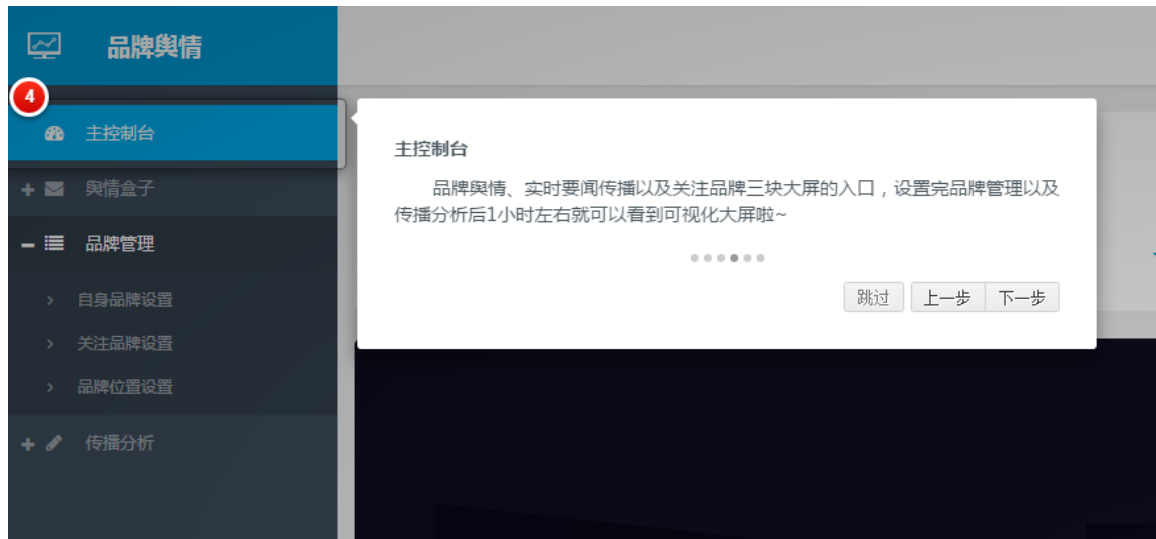 品牌舆情
4
主控制台
舆情盒子
品牌管理
自身品牌设置
关注品牌设置
品牌位置设置
传播分析
主控制台
品牌舆情、实时要闻传播以及关注品牌三块大屏的入口，设置完品牌管理以及
传播分析后1小时左右就可以看到可视化大屏啦~
跳过 上一步 下一步